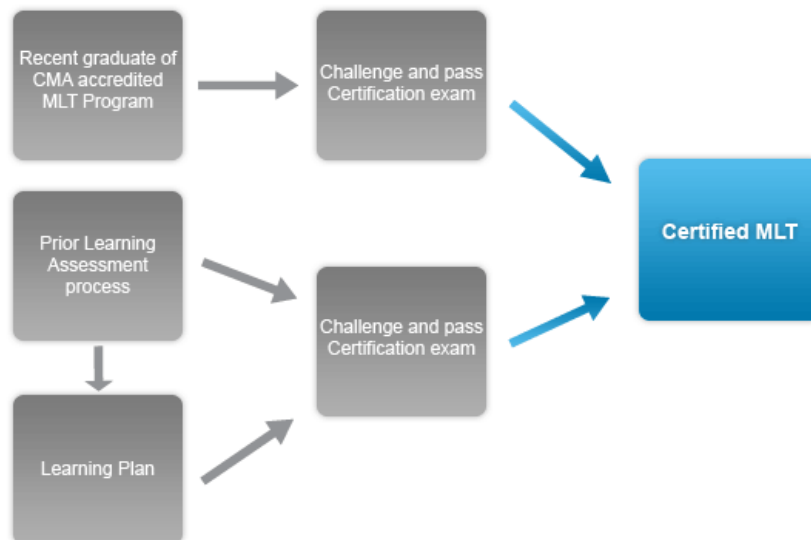 Recent graduate of
CMA accredited
MLT Program
Challenge and pass
Certification exam
Certified MLT
Prior Learning
Assessment
process
Challenge and pass
Certification exam
Learning Plan